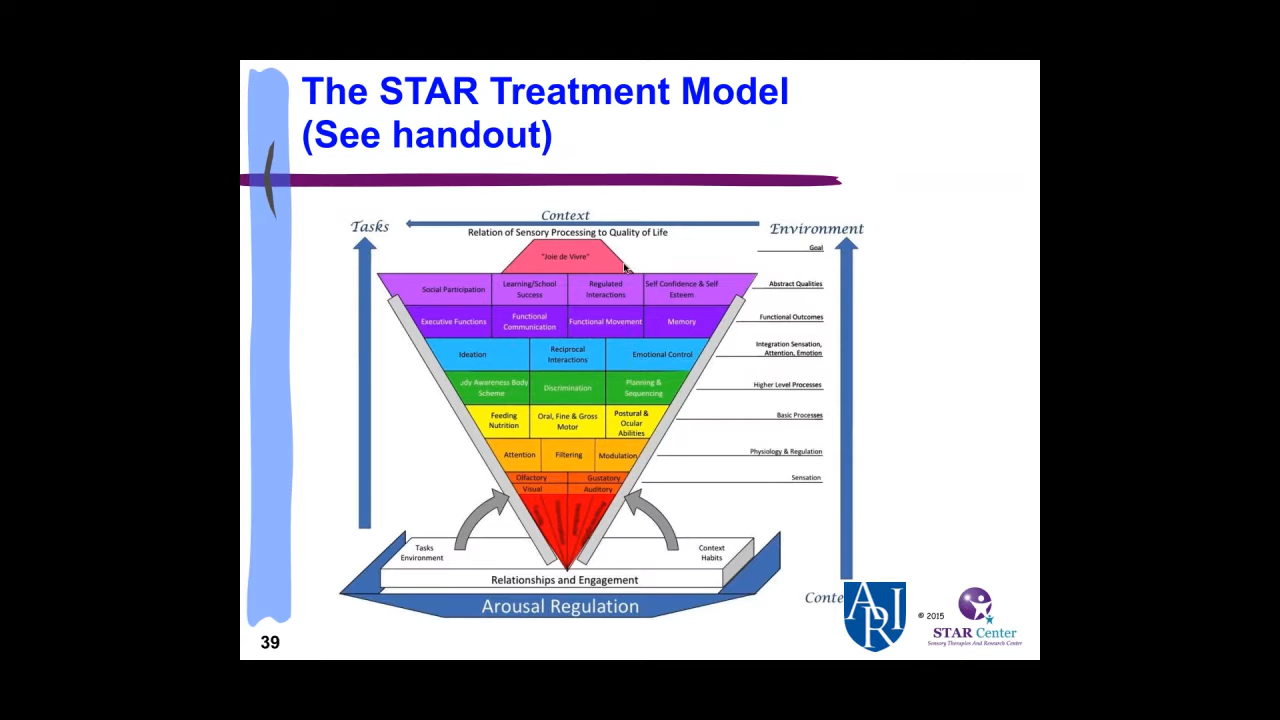 The STAR Treatment Model
(See handout)
Context
Tasks
Environment
Relation of Sensory Processing to Quality of Life
Goal
"Joie de Vivre"
Social Participation
Learning/School
Success
Regulated
Interactions
Self Confidence & Self
Esteem
Abstract Qualities
Executive Functions
Functional
Communication
Functional Movement
Memory
Functional Outcomes
Ideation
Reciprocal
Interactions
Emotional Control
Integration Sensation,
Attention, Emotion
ody Awareness Body
Scheme
Discrimination
Planning &
Sequencing
Higher Level Processes
Feeding
Nutrition
Oral, Fine & Gross
Motor
Postural &
Ocular
Abilities
Basic Processes
Attention
Filtering
Modulation
Physiology & Regulation
Olfactory
Gustatory
Sensation
Visual
Auditory
Tasks
Environment
Context
Habits
Relationships and Engagement
Arousal Regulation
Conte
ARI
© 2015
STAR Center
Sensory Therapies And Research Center
39